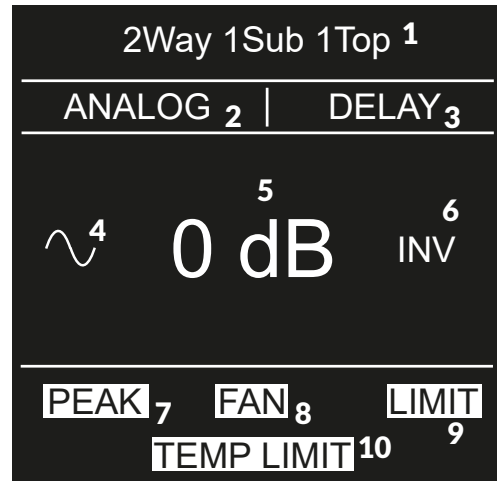 2Way 1Sub 1Top 1
ANALOG 2 | DELAY 3
5
4 0 dB INV 6
PEAK 7 FAN 8 LIMIT 9
TEMP LIMIT 10